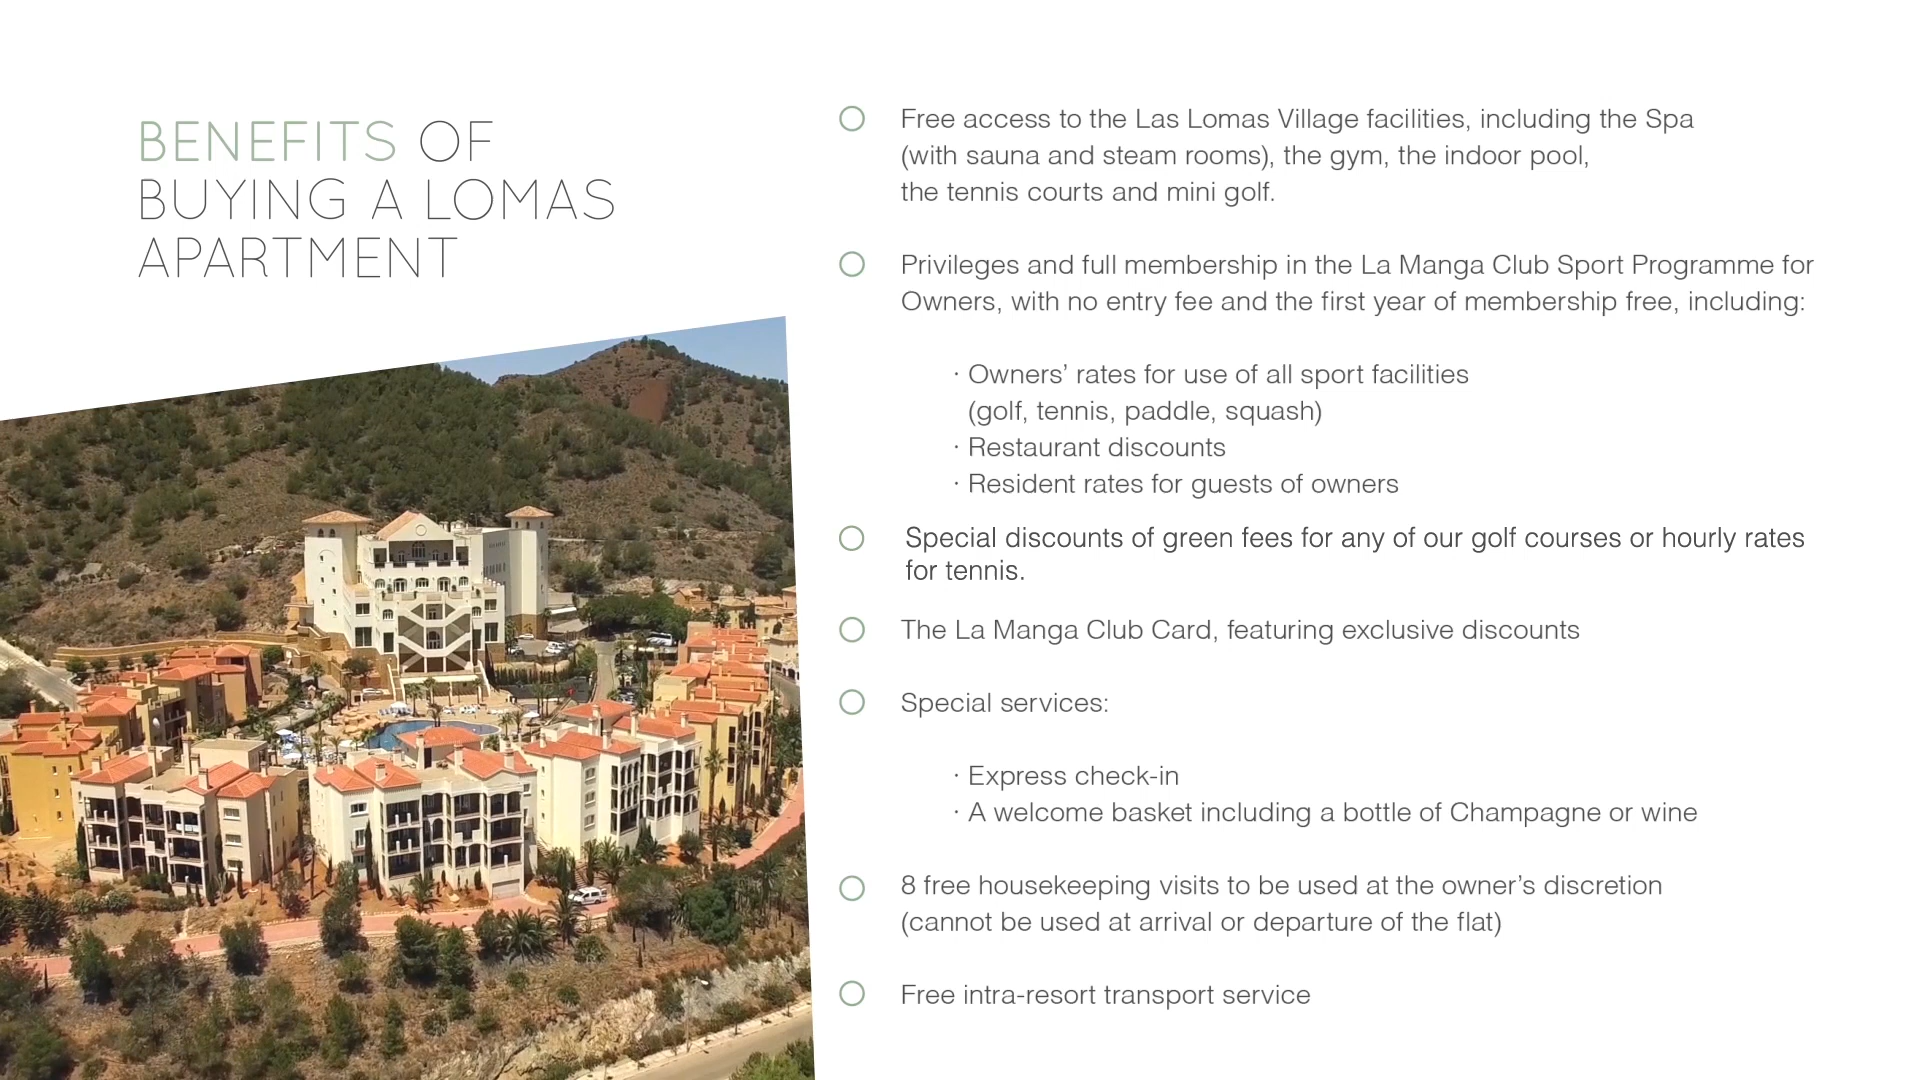 BENEFITS OF
BUYING A LOMAS
APARTMENT
Free access to the Las Lomas Village facilities, including the Spa
(with sauna and steam rooms), the gym, the indoor pool,
the tennis courts and mini golf.
Privileges and full membership in the La Manga Club Sport Programme for
Owners, with no entry fee and the first year of membership free, including:
· Owners’ rates for use of all sport facilities
(golf, tennis, paddle, squash)
· Restaurant discounts
· Resident rates for guests of owners
Special discounts of green fees for any of our golf courses or hourly rates
for tennis.
The La Manga Club Card, featuring exclusive discounts
Special services:
· Express check-in
· A welcome basket including a bottle of Champagne or wine
8 free housekeeping visits to be used at the owner’s discretion
(cannot be used at arrival or departure of the flat)
Free intra-resort transport service